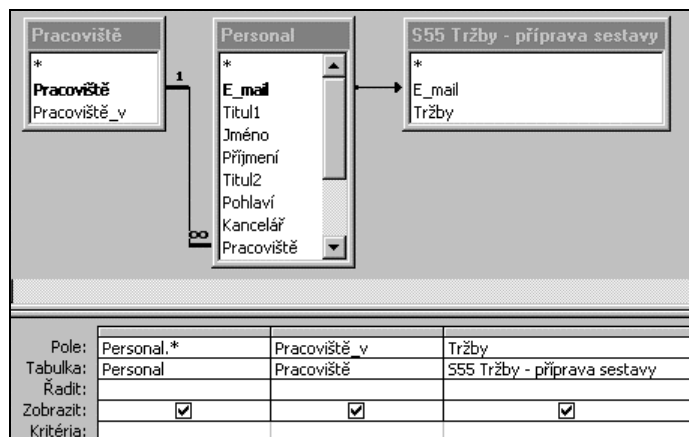 Pracoviště
*
Pracoviště
Pracoviště_v
1
∞
Personal
*
E_mail
Titul1
Jméno
Příjmení
Titul2
Pohlaví
Kancelář
Pracoviště
S55 Tržby - příprava sestavy
*
E_mail
Tržby
Pole: Personal.* Pracoviště_v Tržby
Tabulka: Personal Pracoviště S55 Tržby - příprava sestavy
Řadit:
Zobrazit:
Kritéria: